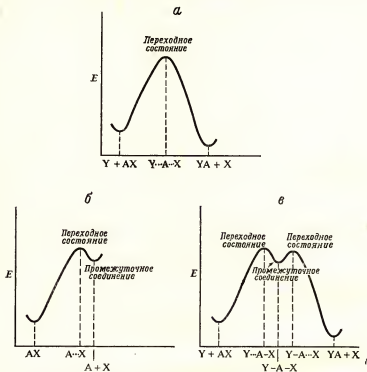 а
Переходное
состояние
E
Y + AX
Y···A···X
YA + X
б
Переходное
состояние
Промежуточное
соединение
E
AX
A···X
A + X
в
Переходное
состояние
Переходное
состояние
Промежуточное
соединение
E
Y + AX
Y···A-X
Y-A···X
YA + X
Y-A-X